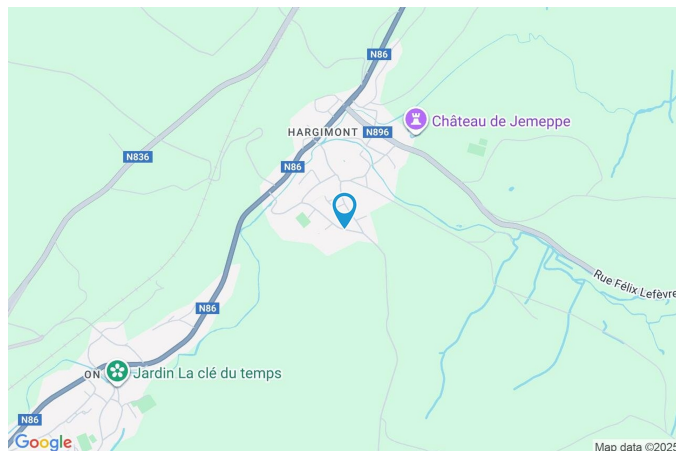 N86
Château de Jemeppe
HARGIMONT
N896
N836
N86
Rue Félix Lefèvre
N86
ON
Jardin La clé du temps
N86
Google
Map data ©2025